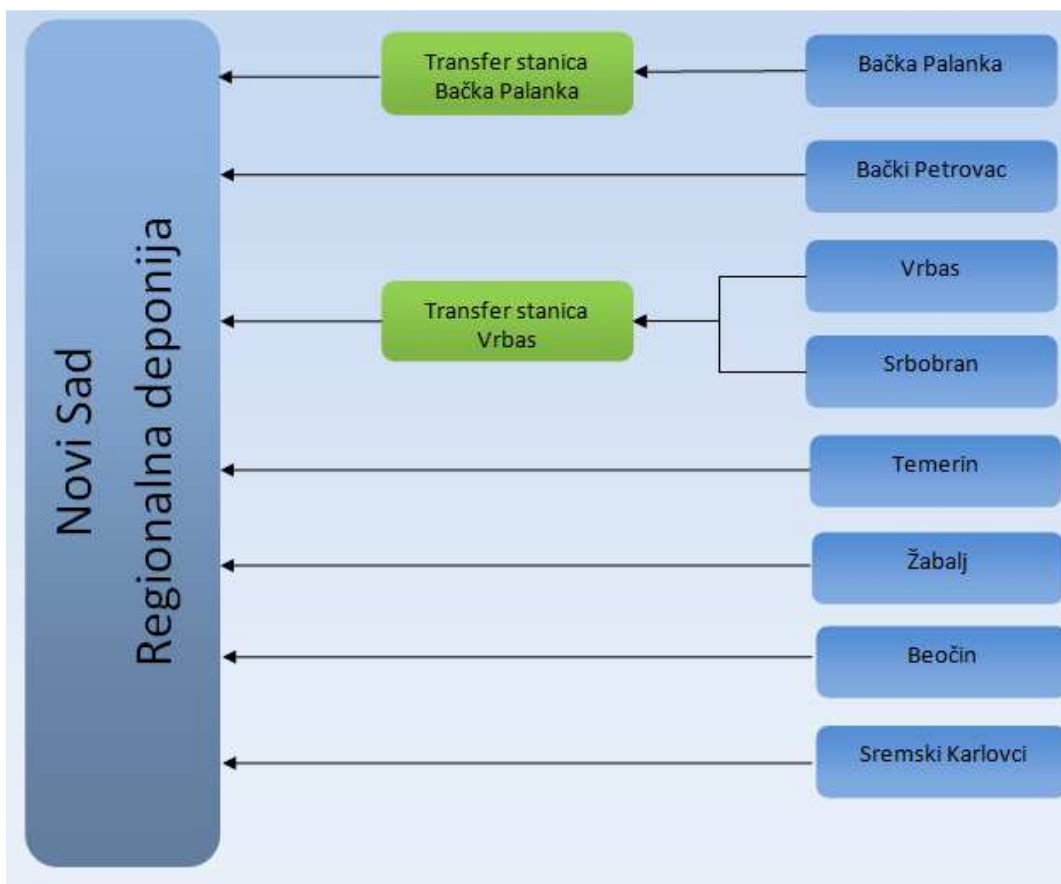 Novi Sad
Regionalna deponija
Transfer stanica
Bačka Palanka
Bačka Palanka
Bački Petrovac
Transfer stanica
Vrbas
Vrbas
Srbobran
Temerin
Žabalj
Beočin
Sremski Karlovci